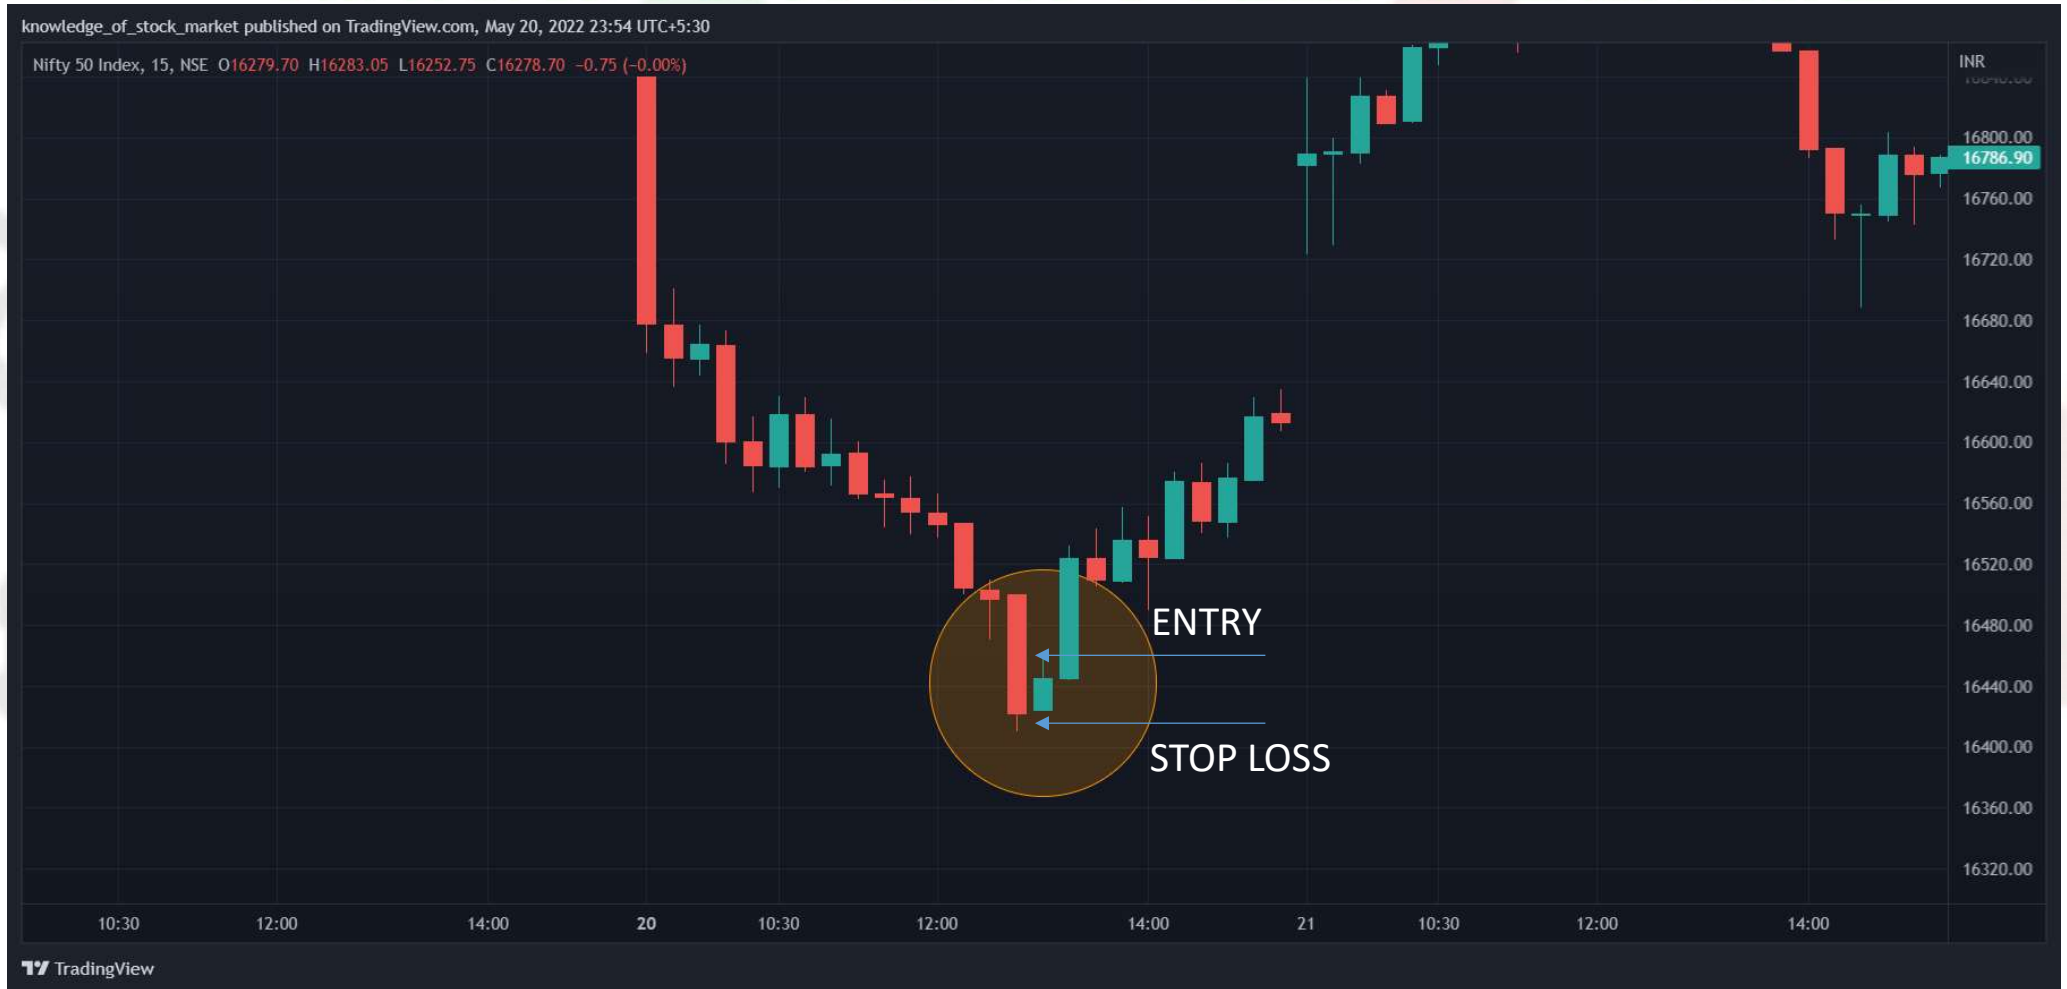 knowledge_of_stock_market published on TradingView.com, May 20, 2022 23:54 UTC+5:30
Nifty 50 Index, 15, NSE O16279.70 H16283.05 L16252.75 C16278.70 −0.75 (−0.00%)
INR
16800.00
16786.90
16760.00
16720.00
16680.00
16640.00
16600.00
16560.00
16520.00
ENTRY
16480.00
16440.00
STOP LOSS
16400.00
16360.00
16320.00
10:30 12:00 14:00 20 10:30 12:00 14:00 21 10:30 12:00 14:00
TradingView